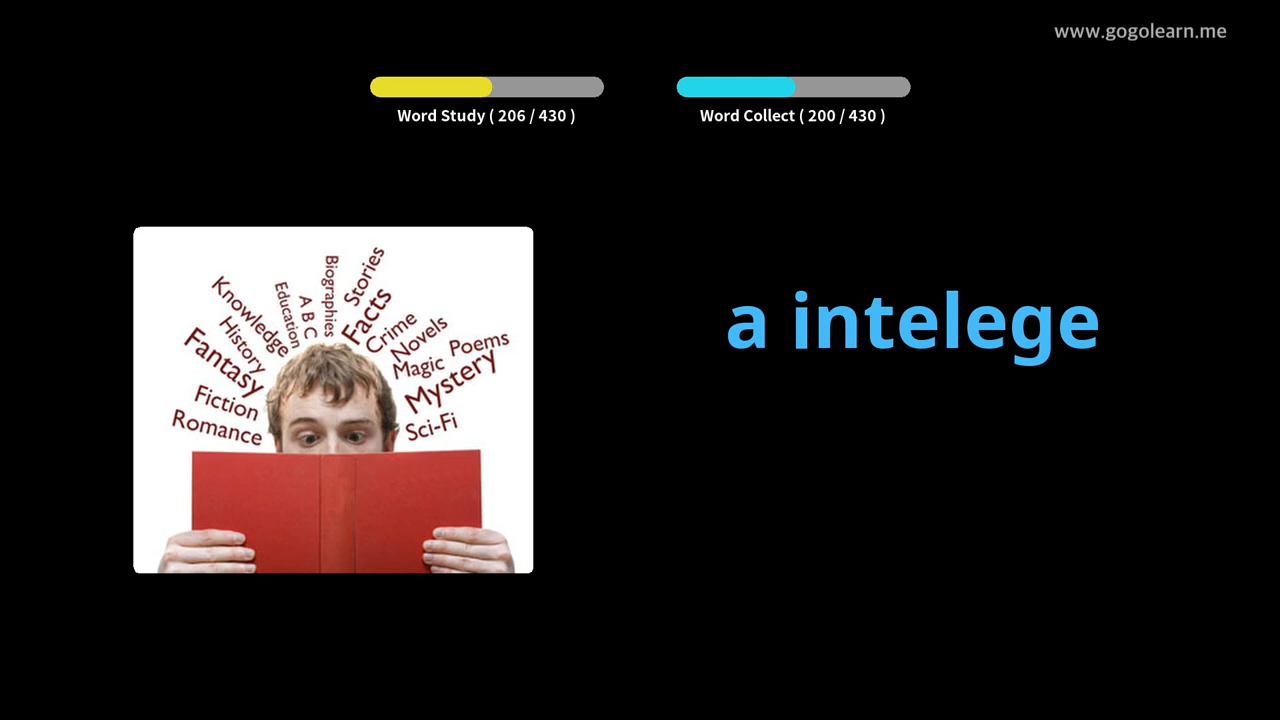 www.gogolearn.me
Word Study ( 206 / 430 )
Word Collect ( 200 / 430 )
a intelege
Knowledge
History
Fantasy
Fiction
Romance
Education
A B C
Biographies
Stories
Facts
Crime
Novels
Magic
Poems
Mystery
Sci-Fi